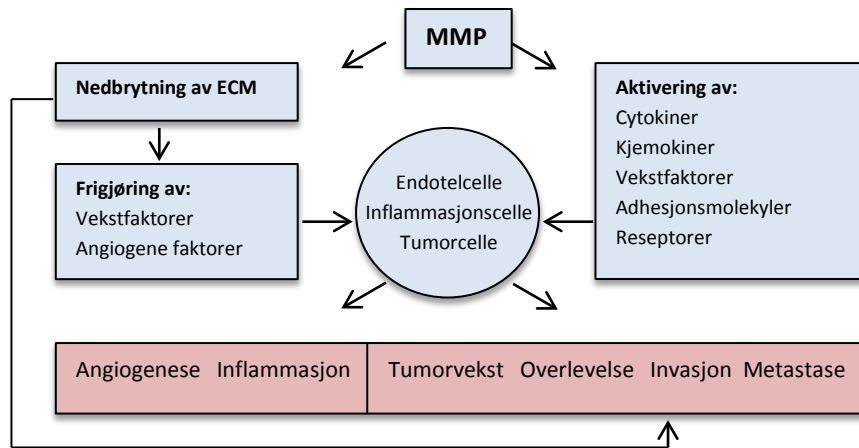 MMP
Nedbrytning av ECM
Frigjøring av:
Vekstfaktorer
Angiogene faktorer
Endotelcelle
Inflammasjonscelle
Tumorcelle
Aktivering av:
Cytokiner
Kjemokiner
Vekstfaktorer
Adhesjonsmolekyler
Reseptorer
Angiogenese Inflammasjon
Tumorvekst Overlevelse Invasjon Metastase